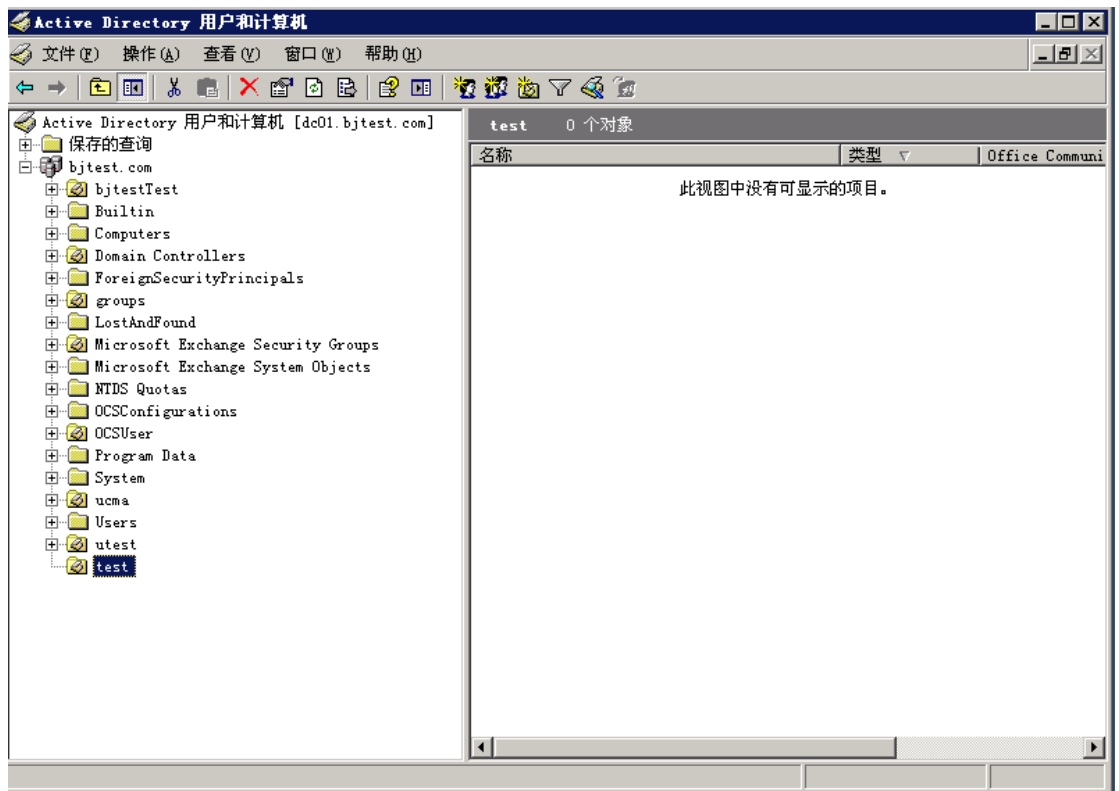 Active Directory 用户和计算机
文件(F) 操作(A) 查看(V) 窗口(W) 帮助(H)
Active Directory 用户和计算机 [dc01.bjtest.com]
保存的查询
bjtest.com
bjtestTest
Builtin
Computers
Domain Controllers
ForeignSecurityPrincipals
groups
LostAndFound
Microsoft Exchange Security Groups
Microsoft Exchange System Objects
NTDS Quotas
OCSConfigurations
OCSUser
Program Data
System
ucma
Users
utest
test
test 0 个对象
名称 类型 Office Communi
此视图中没有可显示的项目。